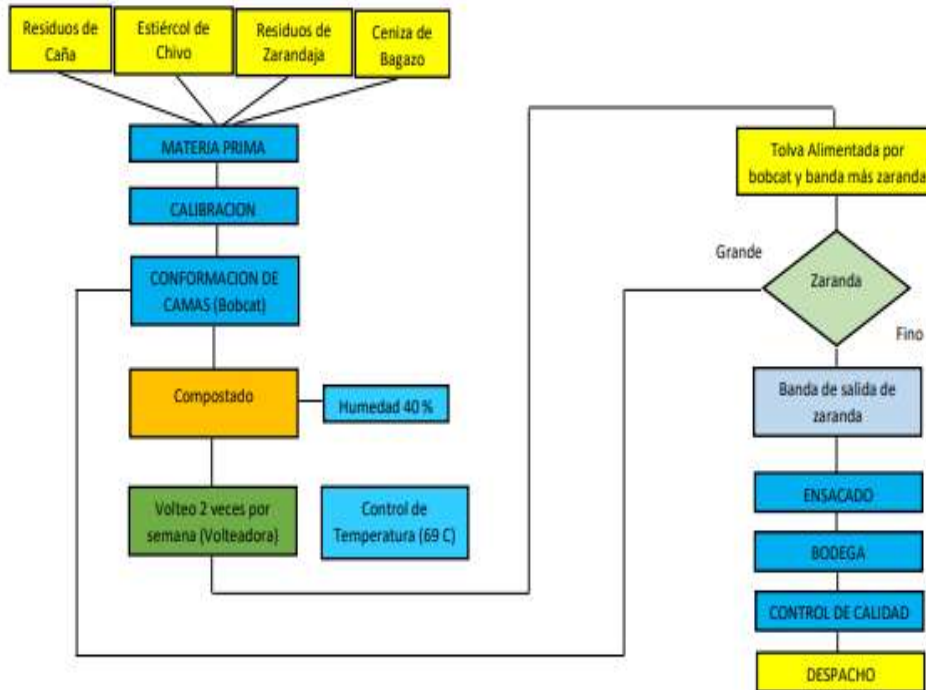 Residuos de
Caña
Estiércol de
Chivo
Residuos de
Zarandaja
Ceniza de
Bagazo
MATERIA PRIMA
CALIBRACION
CONFORMACION DE
CAMAS (Bobcat)
Compostado
Humedad 40 %
Volteo 2 veces por
semana (Volteadora)
Control de
Temperatura (69 C)
Tolva Alimentada por
bobcat y banda más zaranda
Grande
Zaranda
Fino
Banda de salida de
zaranda
ENSACADO
BODEGA
CONTROL DE CALIDAD
DESPACHO